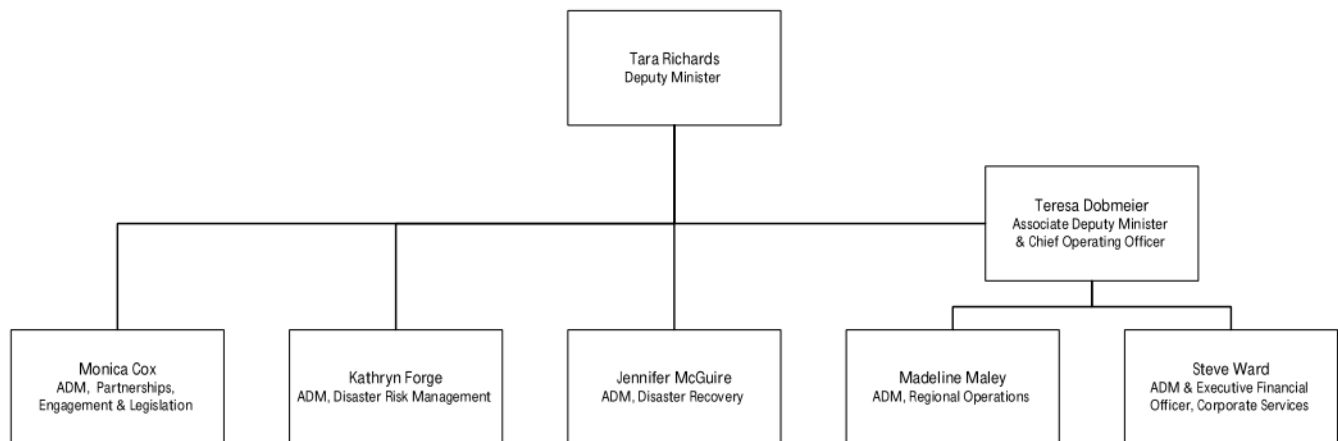 Tara Richards
Deputy Minister
Teresa Dobmeier
Associate Deputy Minister
& Chief Operating Officer
Monica Cox
ADM, Partnerships,
Engagement & Legislation
Kathryn Forge
ADM, Disaster Risk Management
Jennifer McGuire
ADM, Disaster Recovery
Madeline Maley
ADM, Regional Operations
Steve Ward
ADM & Executive Financial
Officer, Corporate Services